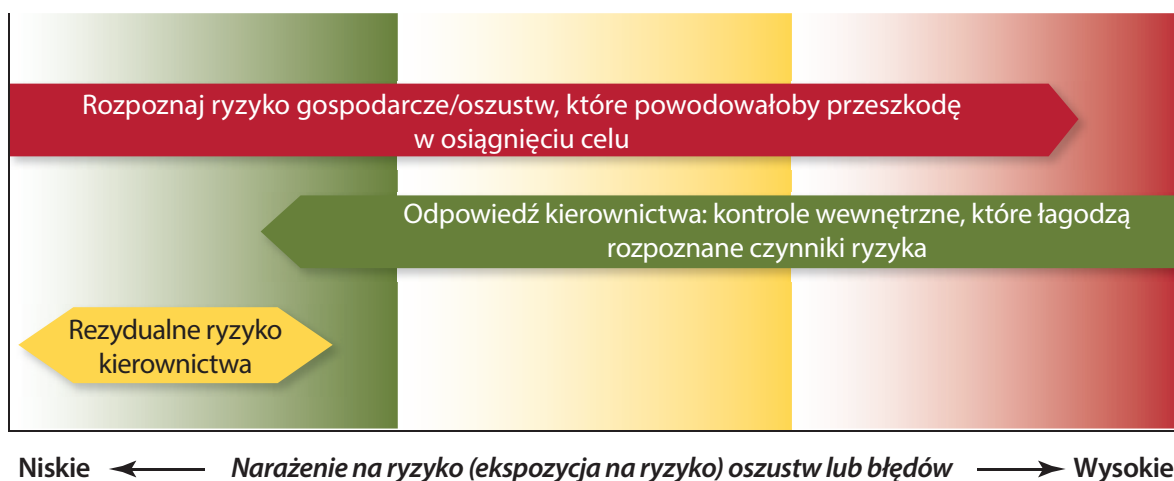 Rozpoznaj ryzyko gospodarcze/oszustw, które powodowałoby przeszkodę
w osiągnięciu celu
Odpowiedź kierownictwa: kontrole wewnętrzne, które łagodzą
rozpoznane czynniki ryzyka
Rezydualne ryzyko
kierownictwa
Niskie Narażenie na ryzyko (ekspozycja na ryzyko) oszustw lub błędów Wysokie